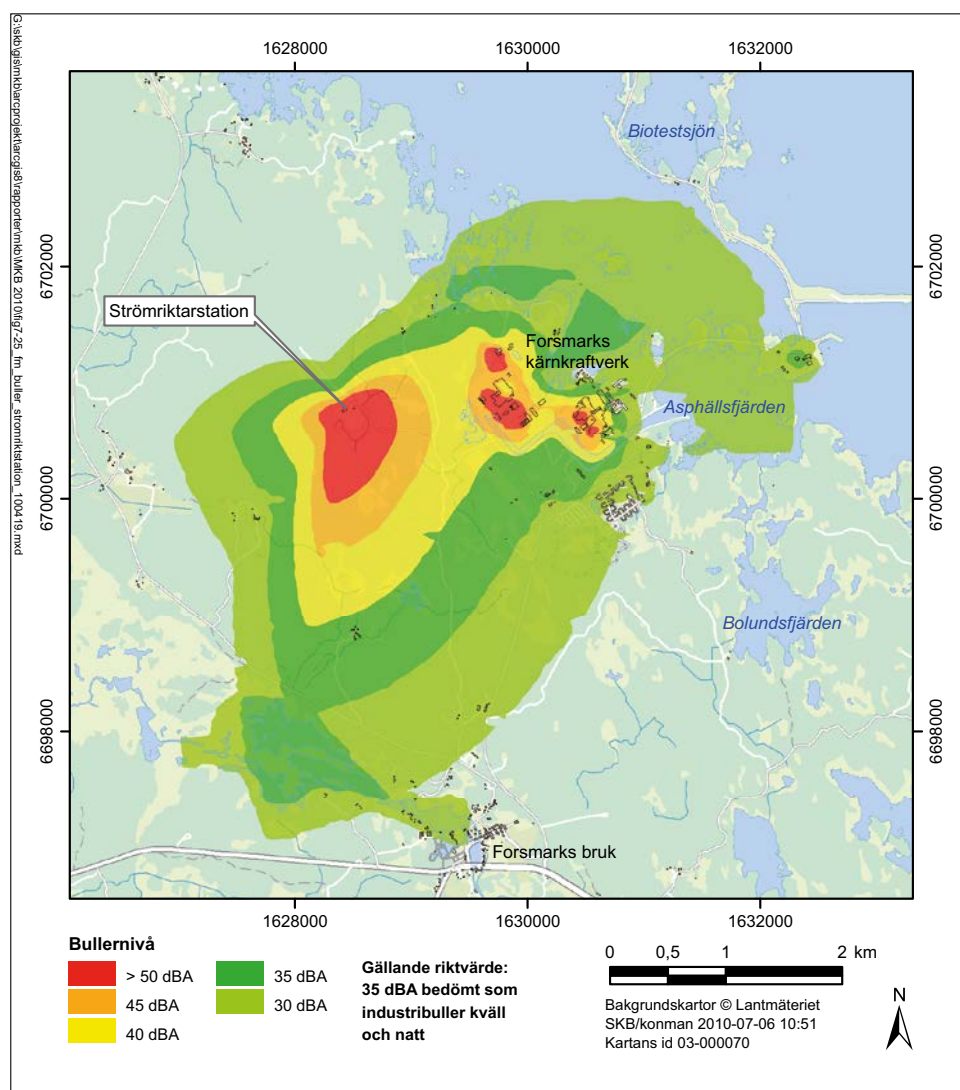 G:\skb\gis\mkb\arcprojekt\arcgis8\rapporter\mkb\MKB 2010\fig7-25_fm_buller_stromriktstation_100419.mxd
1628000
1630000
1632000
Biotestsjön
6702000
6702000
Strömriktarstation
Forsmarks
kärnkraftverk
Asphällsfjärden
6700000
6700000
Bolundsfjärden
6698000
6698000
Forsmarks bruk
1628000
1630000
1632000
Bullernivå
> 50 dBA
45 dBA
40 dBA
35 dBA
30 dBA
Gällande riktvärde:
35 dBA bedömt som
industribuller kväll
och natt
0 0,5 1 2 km
Bakgrundskartor © Lantmäteriet
SKB/konman 2010-07-06 10:51
Kartans id 03-000070
N